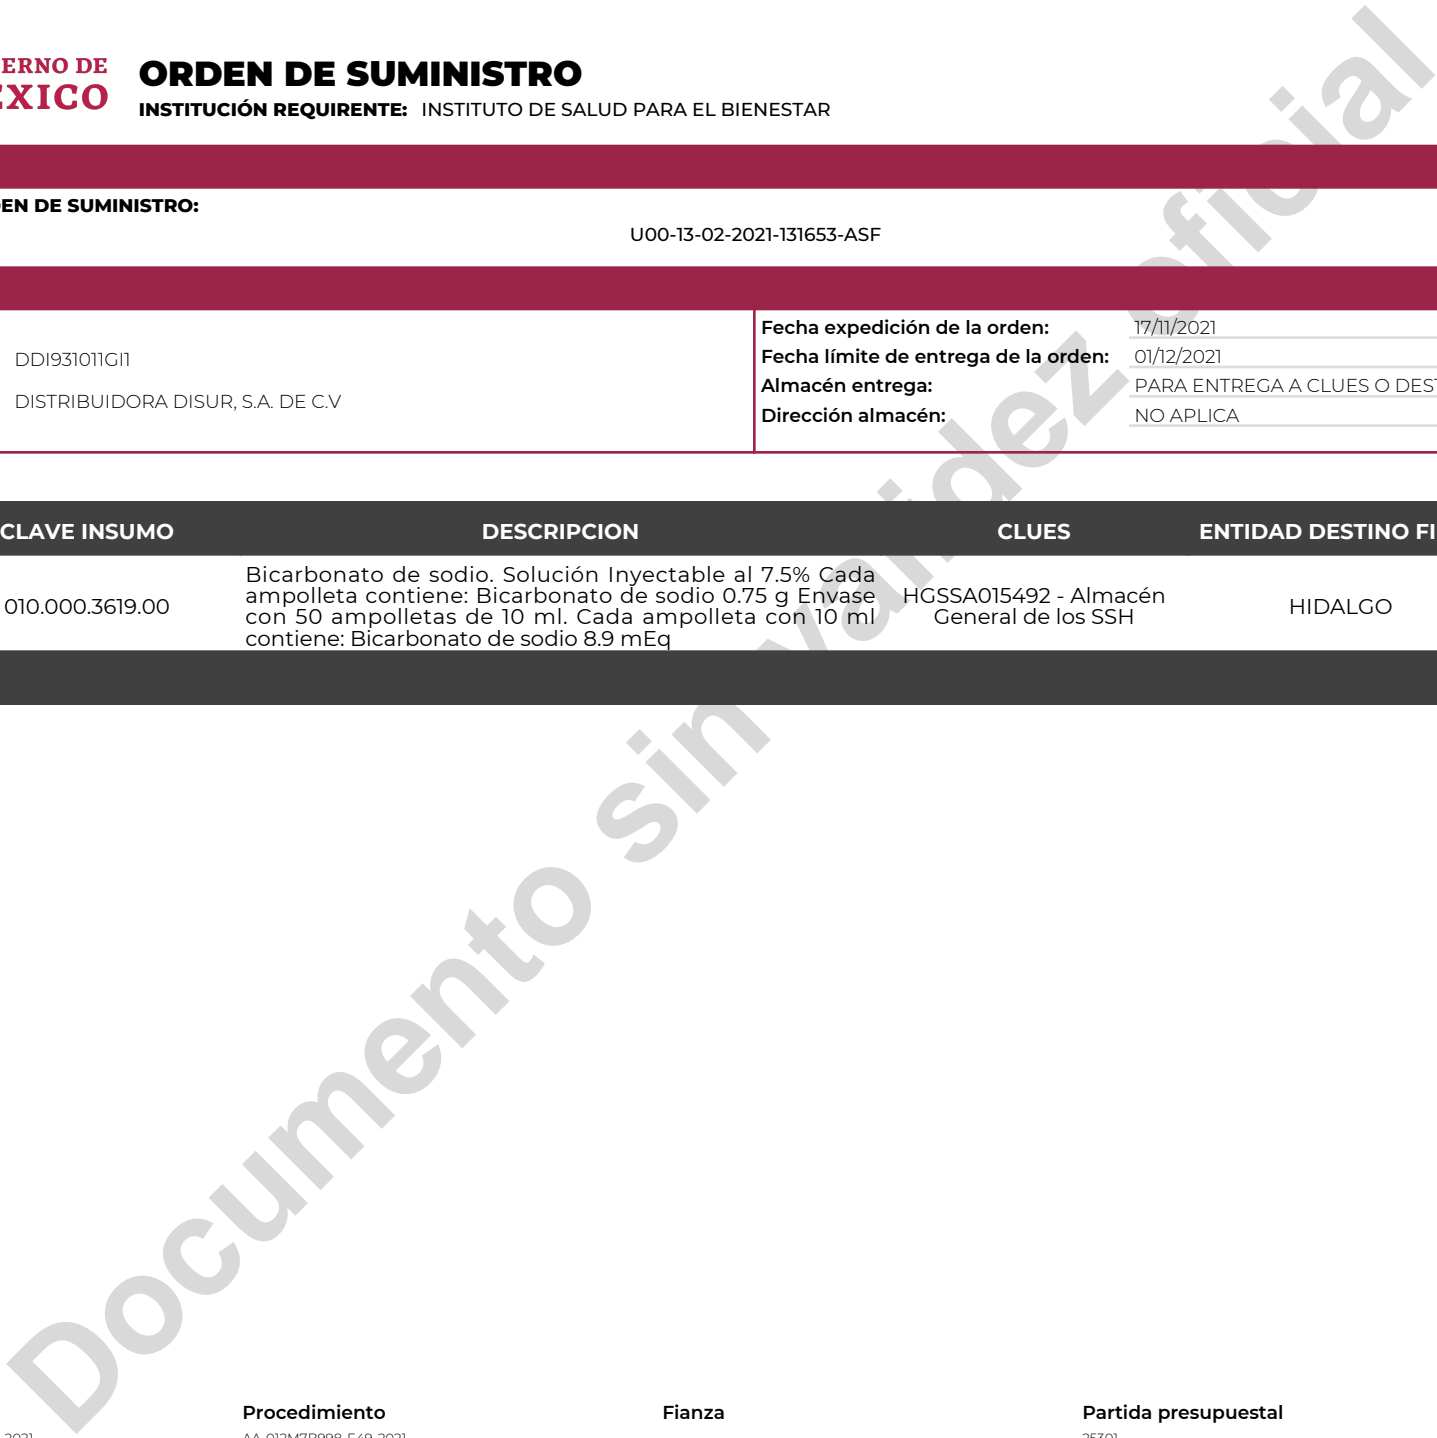 ERNO DE
EXICO
ORDEN DE SUMINISTRO
INSTITUCIÓN REQUIRENTE: INSTITUTO DE SALUD PARA EL BIENESTAR
EN DE SUMINISTRO:
U00-13-02-2021-131653-ASF
DDI931011GI1
DISTRIBUIDORA DISUR, S.A. DE C.V
Fecha expedición de la orden: 17/11/2021
Fecha límite de entrega de la orden: 01/12/2021
Almacén entrega: PARA ENTREGA A CLUES O DEST
Dirección almacén: NO APLICA
CLAVE INSUMO DESCRIPCION CLUES ENTIDAD DESTINO FI
010.000.3619.00
Bicarbonato de sodio. Solución Inyectable al 7.5% Cada
ampolleta contiene: Bicarbonato de sodio 0.75 g Envase
con 50 ampolletas de 10 ml. Cada ampolleta con 10 ml
contiene: Bicarbonato de sodio 8.9 mEq
HGSSA015492 - Almacén
General de los SSH
HIDALGO
Documento sin validez oficial
Procedimiento Fianza Partida presupuestal